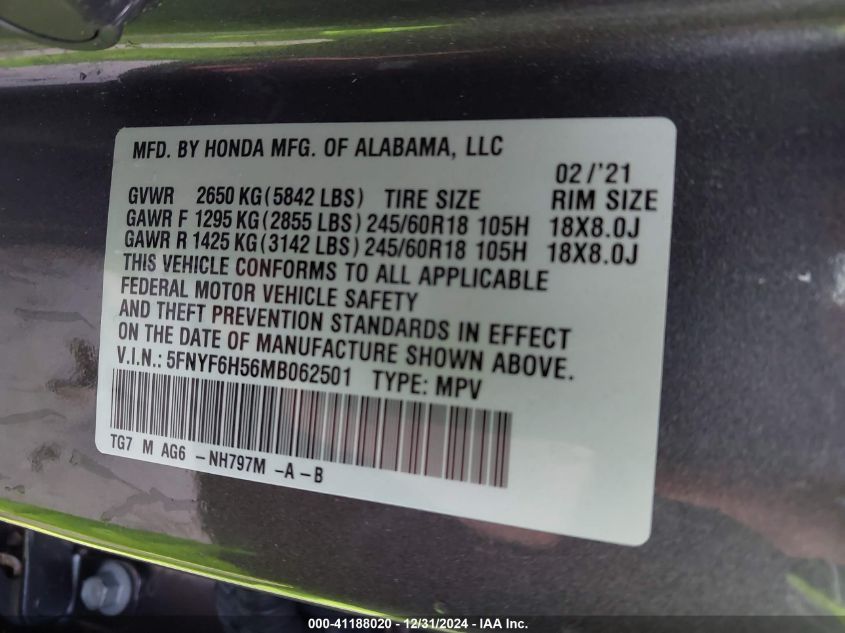 MFD. BY HONDA MFG. OF ALABAMA, LLC
02/'21
GVWR 2650 KG(5842 LBS) TIRE SIZE RIM SIZE
GAWR F 1295 KG(2855 LBS) 245/60R18 105H 18X8.0J
GAWR R 1425 KG(3142 LBS) 245/60R18 105H 18X8.0J
THIS VEHICLE CONFORMS TO ALL APPLICABLE
FEDERAL MOTOR VEHICLE SAFETY
AND THEFT PREVENTION STANDARDS IN EFFECT
ON THE DATE OF MANUFACTURE SHOWN ABOVE.
V.I.N.: 5FNYF6H56MB062501 TYPE: MPV
TG7 M AG6 -NH797M -A-B
000-41188020 - 12/31/2024 - IAA Inc.